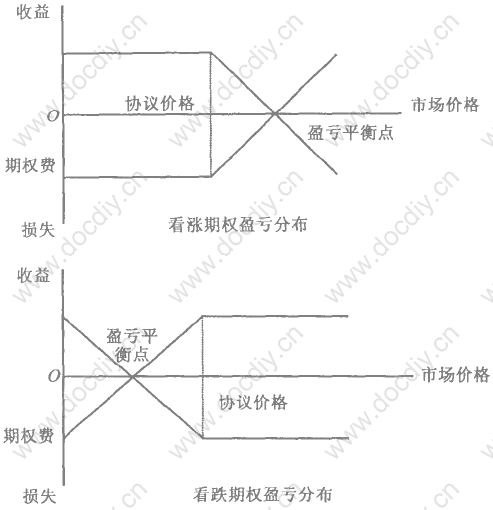 收益
协议价格
市场价格
O
盈亏平衡点
期权费
损失
看涨期权盈亏分布
收益
盈亏平
衡点
O
市场价格
协议价格
期权费
损失
看跌期权盈亏分布
www.docdiy.cn